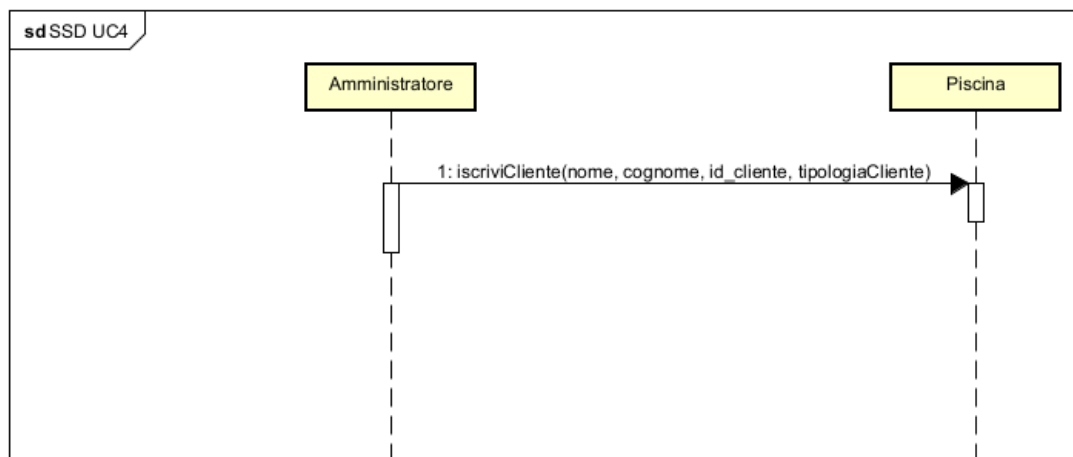 sd SSD UC4
Amministratore
Piscina
1: iscriviCliente(nome, cognome, id_cliente, tipologiaCliente)